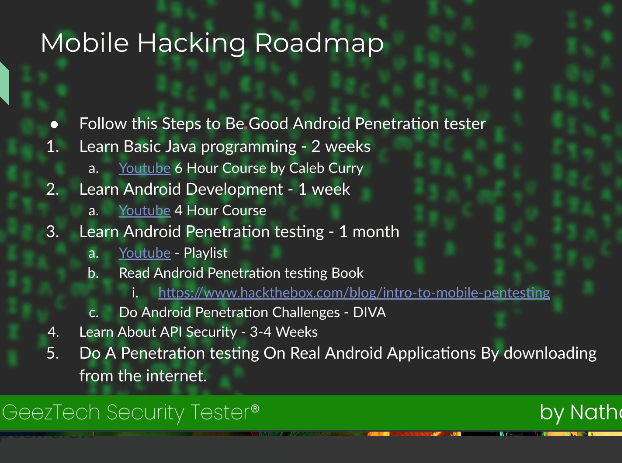 Mobile Hacking Roadmap
● Follow this Steps to Be Good Android Penetration tester
1. Learn Basic Java programming - 2 weeks
a. Youtube 6 Hour Course by Caleb Curry
2. Learn Android Development - 1 week
a. Youtube 4 Hour Course
3. Learn Android Penetration testing - 1 month
a. Youtube - Playlist
b. Read Android Penetration testing Book
i. https://www.hackthebox.com/blog/intro-to-mobile-pentesting
c. Do Android Penetration Challenges - DIVA
4. Learn About API Security - 3-4 Weeks
5. Do A Penetration testing On Real Android Applications By downloading
from the internet.
GeezTech Security Tester® by Nath